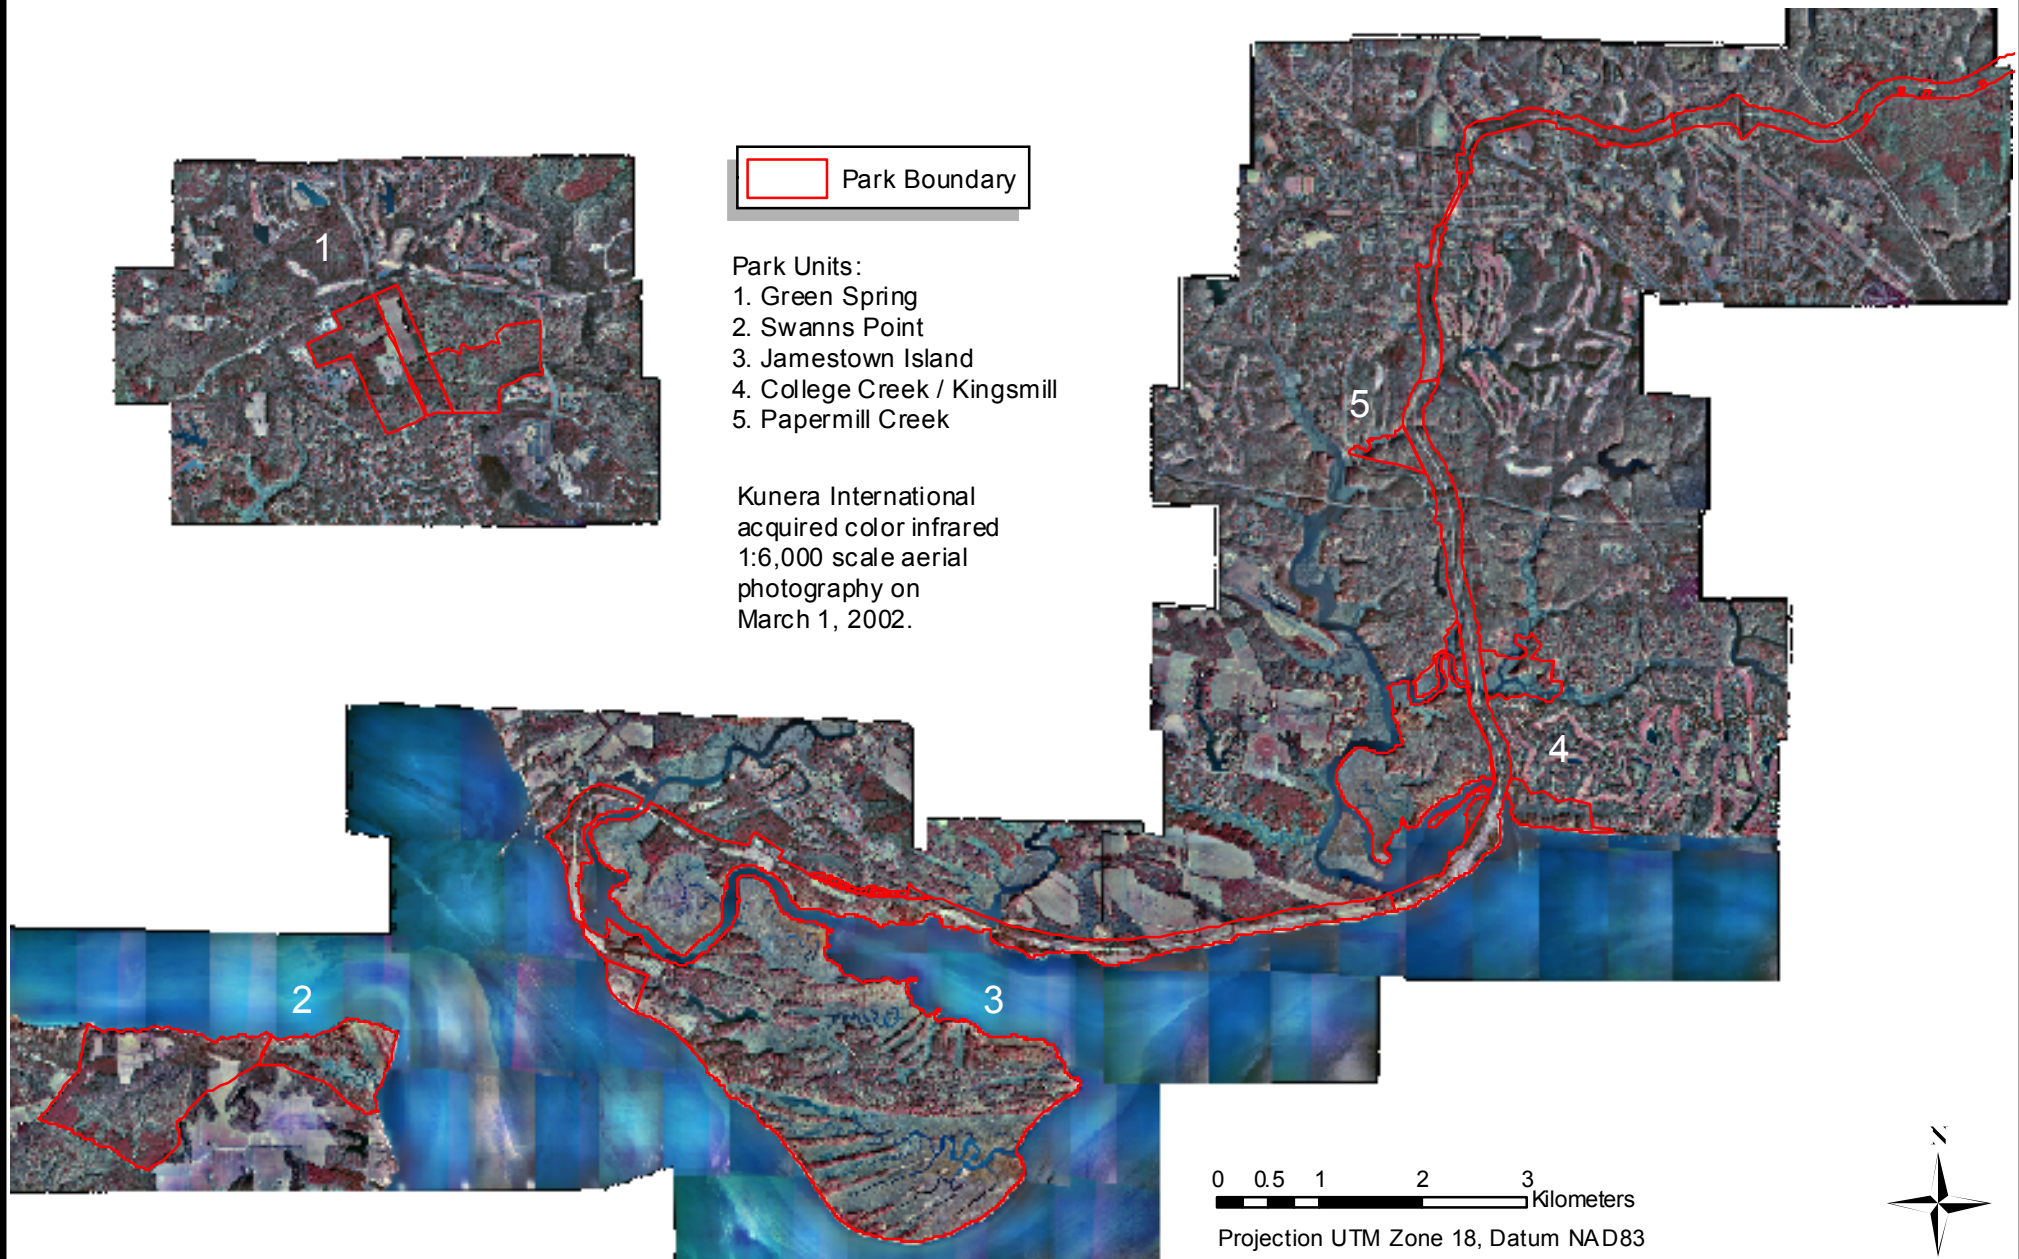 Park Boundary
Park Units:
1. Green Spring
2. Swanns Point
3. Jamestown Island
4. College Creek / Kingsmill
5. Papermill Creek
Kunera International
acquired color infrared
1:6,000 scale aerial
photography on
March 1, 2002.
1
5
4
2
3
N
0 0.5 1 2 3
Kilometers
Projection UTM Zone 18, Datum NAD83